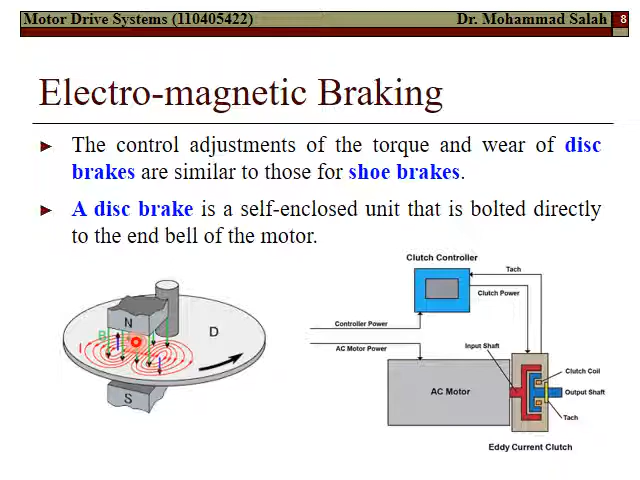 Motor Drive Systems (110405422) Dr. Mohammad Salah 8
Electro-magnetic Braking
► The control adjustments of the torque and wear of disc
brakes are similar to those for shoe brakes.
► A disc brake is a self-enclosed unit that is bolted directly
to the end bell of the motor.
Clutch Controller
Tach
Clutch Power
Controller Power
AC Motor Power
Input Shaft
Clutch Coil
AC Motor
Output Shaft
Tach
Eddy Current Clutch
N
B
I
D
S